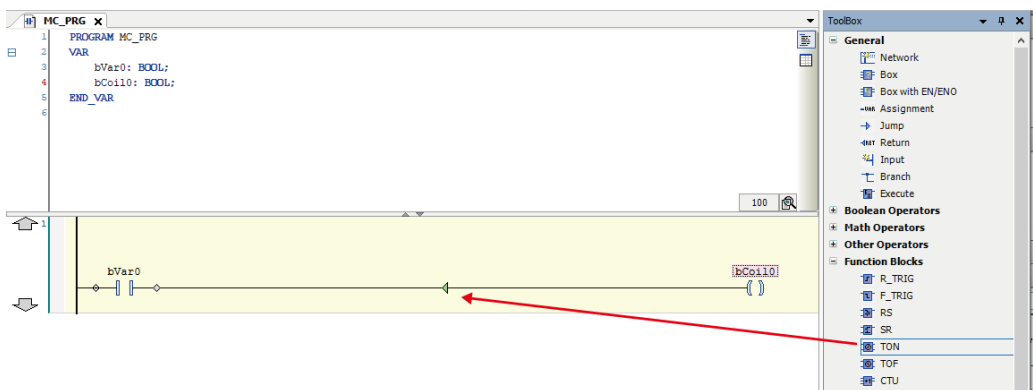 MC_PRG x
1 PROGRAM MC_PRG
2 VAR
3 bVar0: BOOL;
4 bCoil0: BOOL;
5 END_VAR
6
100
1
bVar0
bCoil0
ToolBox
General
Network
Box
Box with EN/ENO
Assignment
Jump
Return
Input
Branch
Execute
Boolean Operators
Math Operators
Other Operators
Function Blocks
R_TRIG
F_TRIG
RS
SR
TON
TOF
CTU